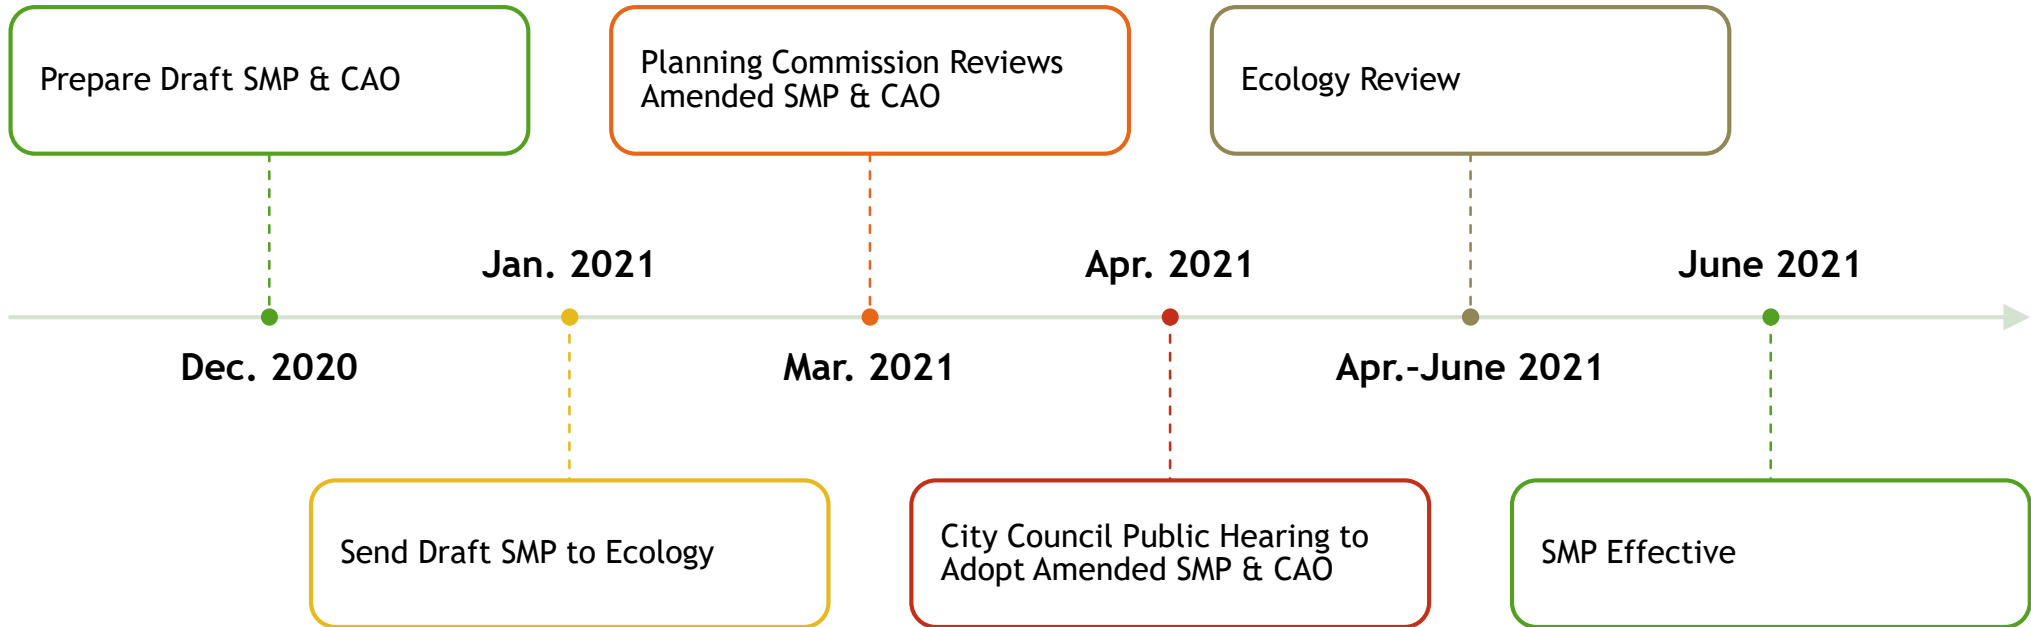 Prepare Draft SMP & CAO
Planning Commission Reviews
Amended SMP & CAO
Ecology Review
Jan. 2021
Apr. 2021
June 2021
Dec. 2020
Mar. 2021
Apr.-June 2021
Send Draft SMP to Ecology
City Council Public Hearing to
Adopt Amended SMP & CAO
SMP Effective